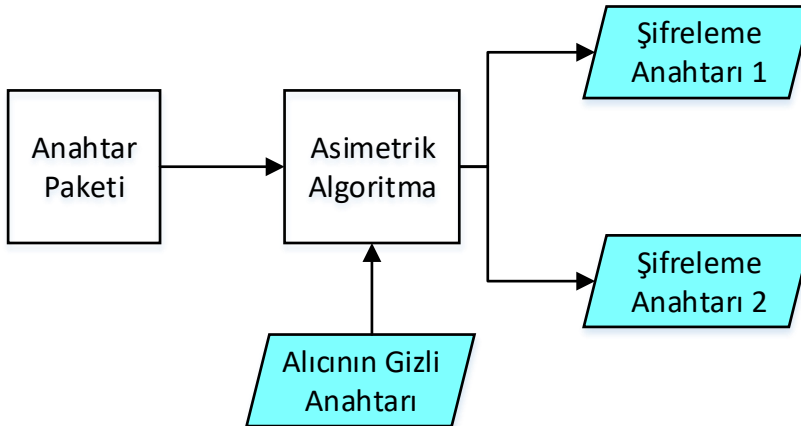 Şifreleme
Anahtarı 1
Anahtar
Paketi
Asimetrik
Algoritma
Şifreleme
Anahtarı 2
Alıcının Gizli
Anahtarı